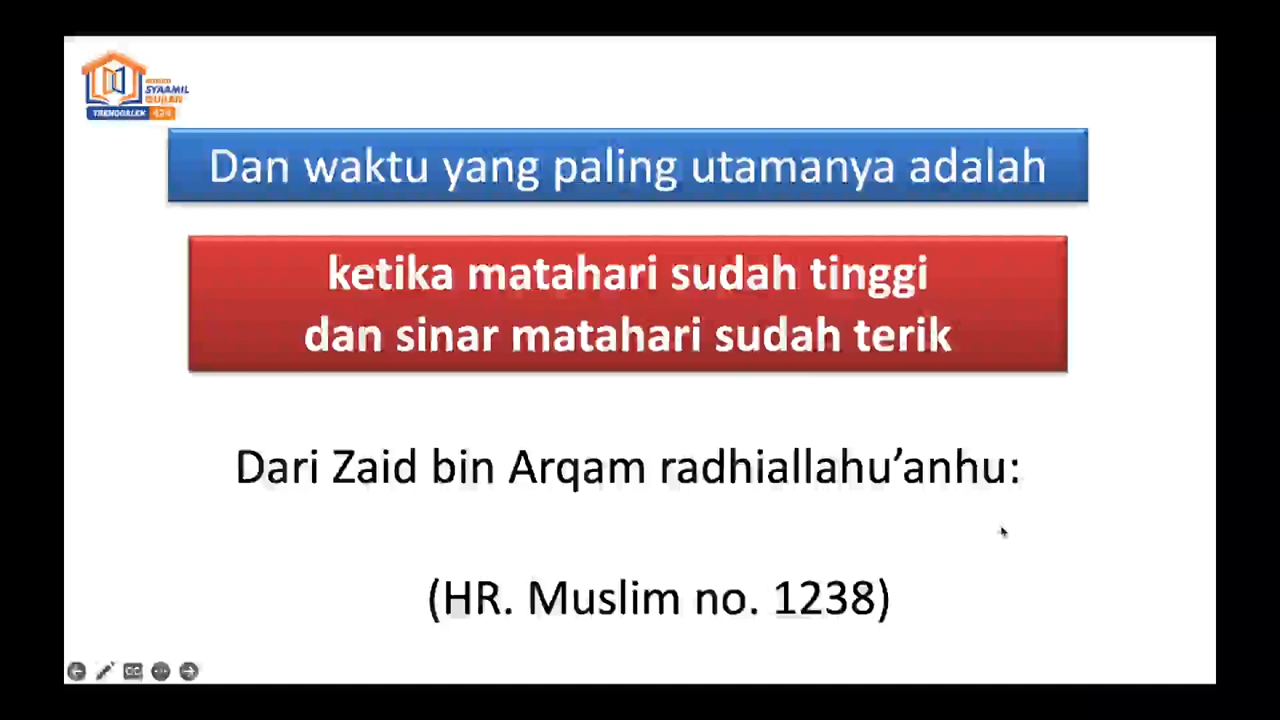 SYAAMIL
QURAN
TRENGGALEK
Dan waktu yang paling utamanya adalah
ketika matahari sudah tinggi
dan sinar matahari sudah terik
Dari Zaid bin Arqam radhiallahu’anhu:
(HR. Muslim no. 1238)